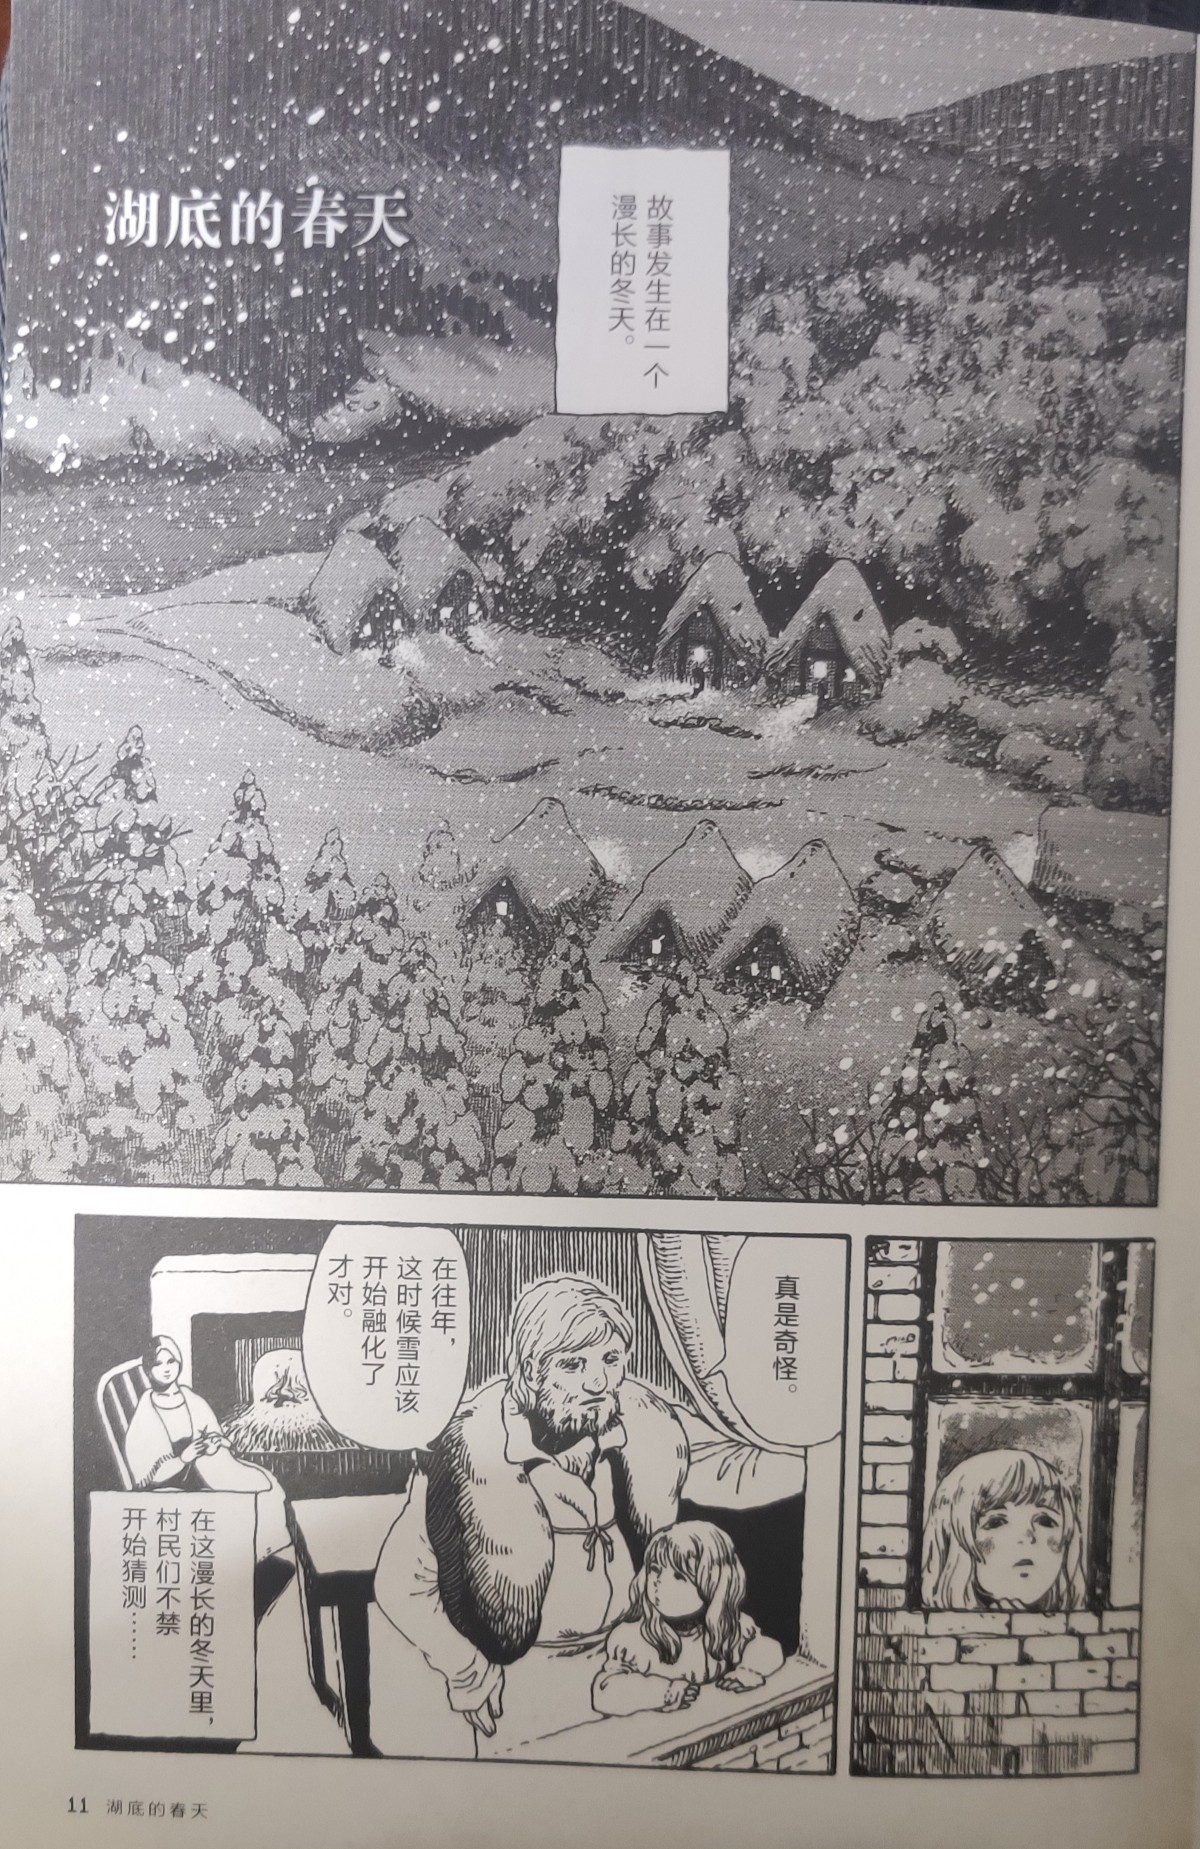 湖底的春天
故事发生在一个
漫长的冬天。
真是奇怪。
在往年，
这时候雪应该
开始融化了
才对。
在这漫长的冬天里，
村民们不禁
开始猜测……
11 湖底的春天